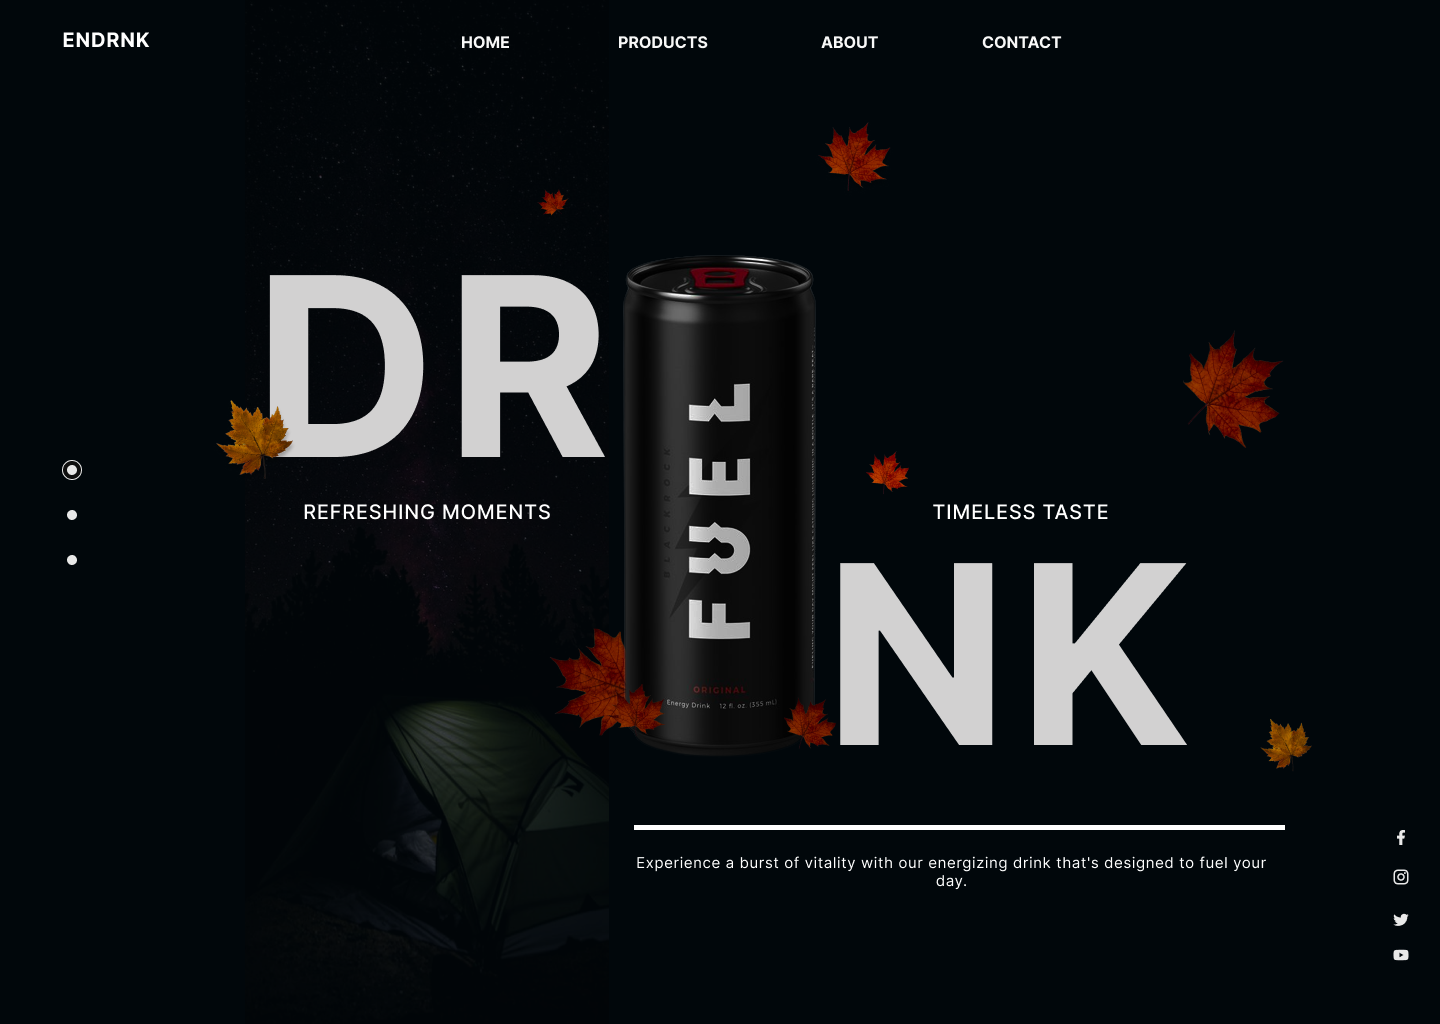 ENDRNK
HOME
PRODUCTS
ABOUT
CONTACT
DR
REFRESHING MOMENTS
FUEL
BLACKROCK
ORIGINAL
Energy Drink 12 fl. oz. (355 mL)
TIMELESS TASTE
NK
Experience a burst of vitality with our energizing drink that's designed to fuel your
day.